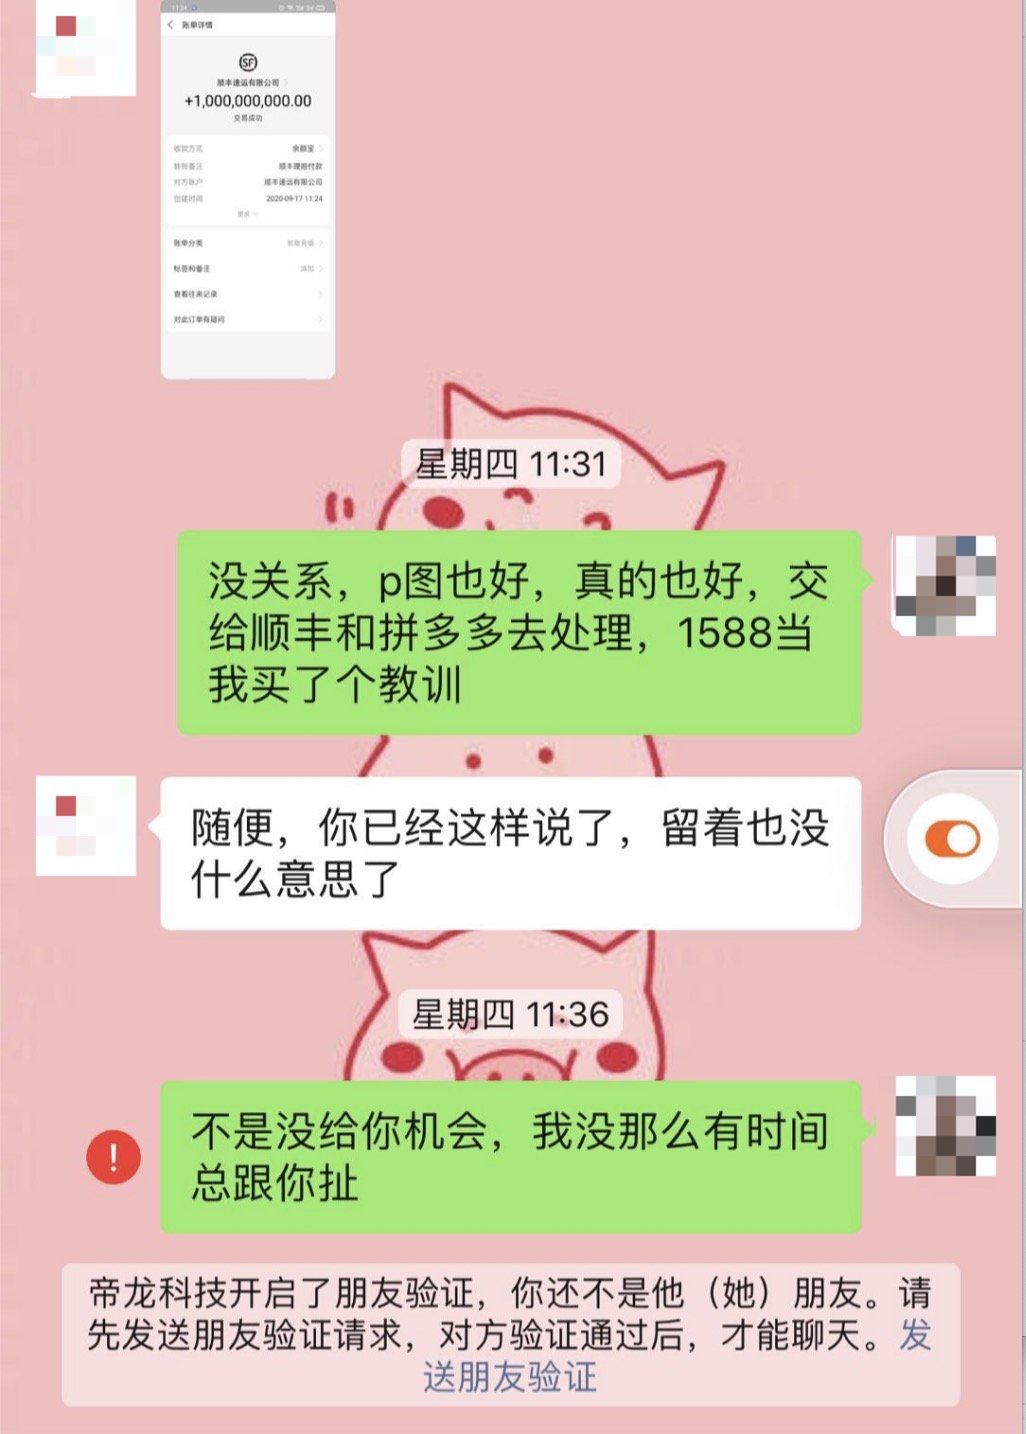 11:24
账单详情
SF
顺丰速运有限公司
+1,000,000,000.00
交易成功
收款方式 余额宝
转账备注 顺丰理赔付款
对方账户 顺丰速运有限公司
创建时间 2020-09-17 11:24
更多
账单分类 转账充值
标签和备注 添加
查看往来记录
对此订单有疑问
星期四 11:31
没关系，p图也好，真的也好，交
给顺丰和拼多多去处理，1588当
我买了个教训
随便，你已经这样说了，留着也没
什么意思了
星期四 11:36
不是没给你机会，我没那么有时间
总跟你扯
帝龙科技开启了朋友验证，你还不是他（她）朋友。请
先发送朋友验证请求，对方验证通过后，才能聊天。发
送朋友验证